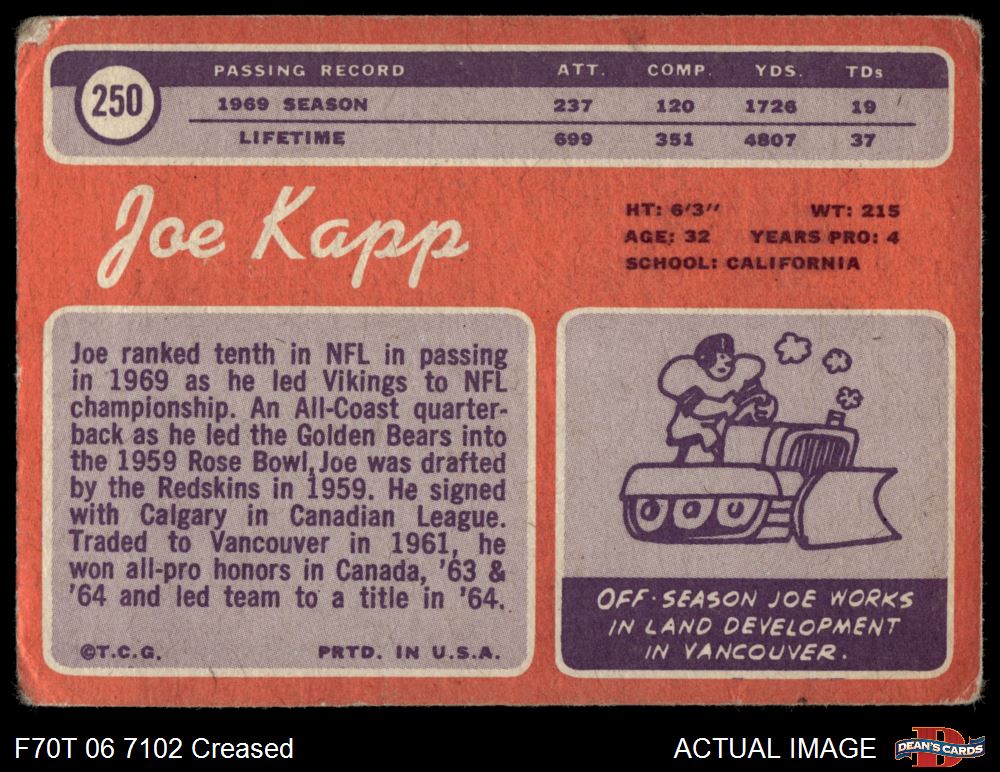 PASSING RECORD ATT. COMP. YDS. TDs
250
1969 SEASON 237 120 1726 19
LIFETIME 699 351 4807 37
Joe Kapp
HT: 6'3" WT: 215
AGE: 32 YEARS PRO: 4
SCHOOL: CALIFORNIA
Joe ranked tenth in NFL in passing
in 1969 as he led Vikings to NFL
championship. An All-Coast quarter-
back as he led the Golden Bears into
the 1959 Rose Bowl, Joe was drafted
by the Redskins in 1959. He signed
with Calgary in Canadian League.
Traded to Vancouver in 1961, he
won all-pro honors in Canada, '63 &
'64 and led team to a title in '64.
©T.C.G. PRTD. IN U.S.A.
OFF-SEASON JOE WORKS
IN LAND DEVELOPMENT
IN VANCOUVER.
F70T 06 7102 Creased
ACTUAL IMAGE
DEAN'S CARDS